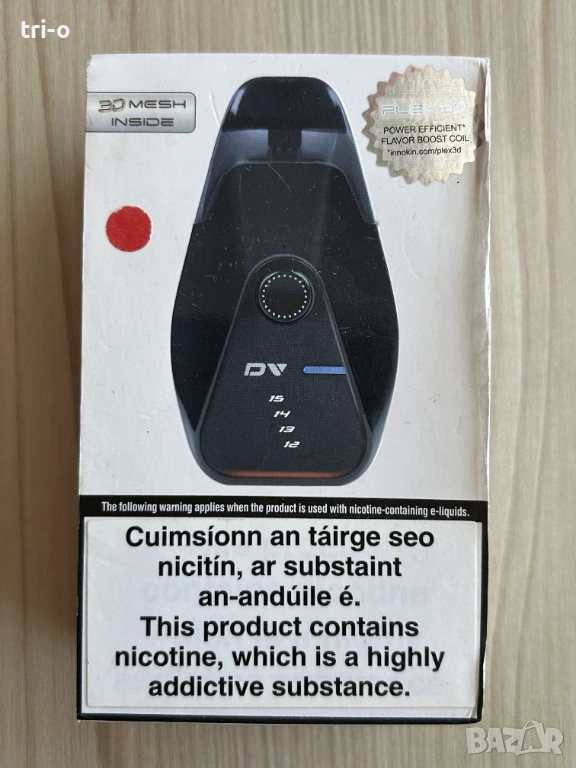 tri-o
3D MESH
INSIDE
PLEX3D
POWER EFFICIENT*
FLAVOR BOOST COIL
*innokin.com/plex3d
DV
15
14
13
12
The following warning applies when the product is used with nicotine-containing e-liquids.
Cuimsíonn an táirge seo
nicitín, ar substaint
an-andúile é.
This product contains
nicotine, which is a highly
addictive substance.
BAZAR